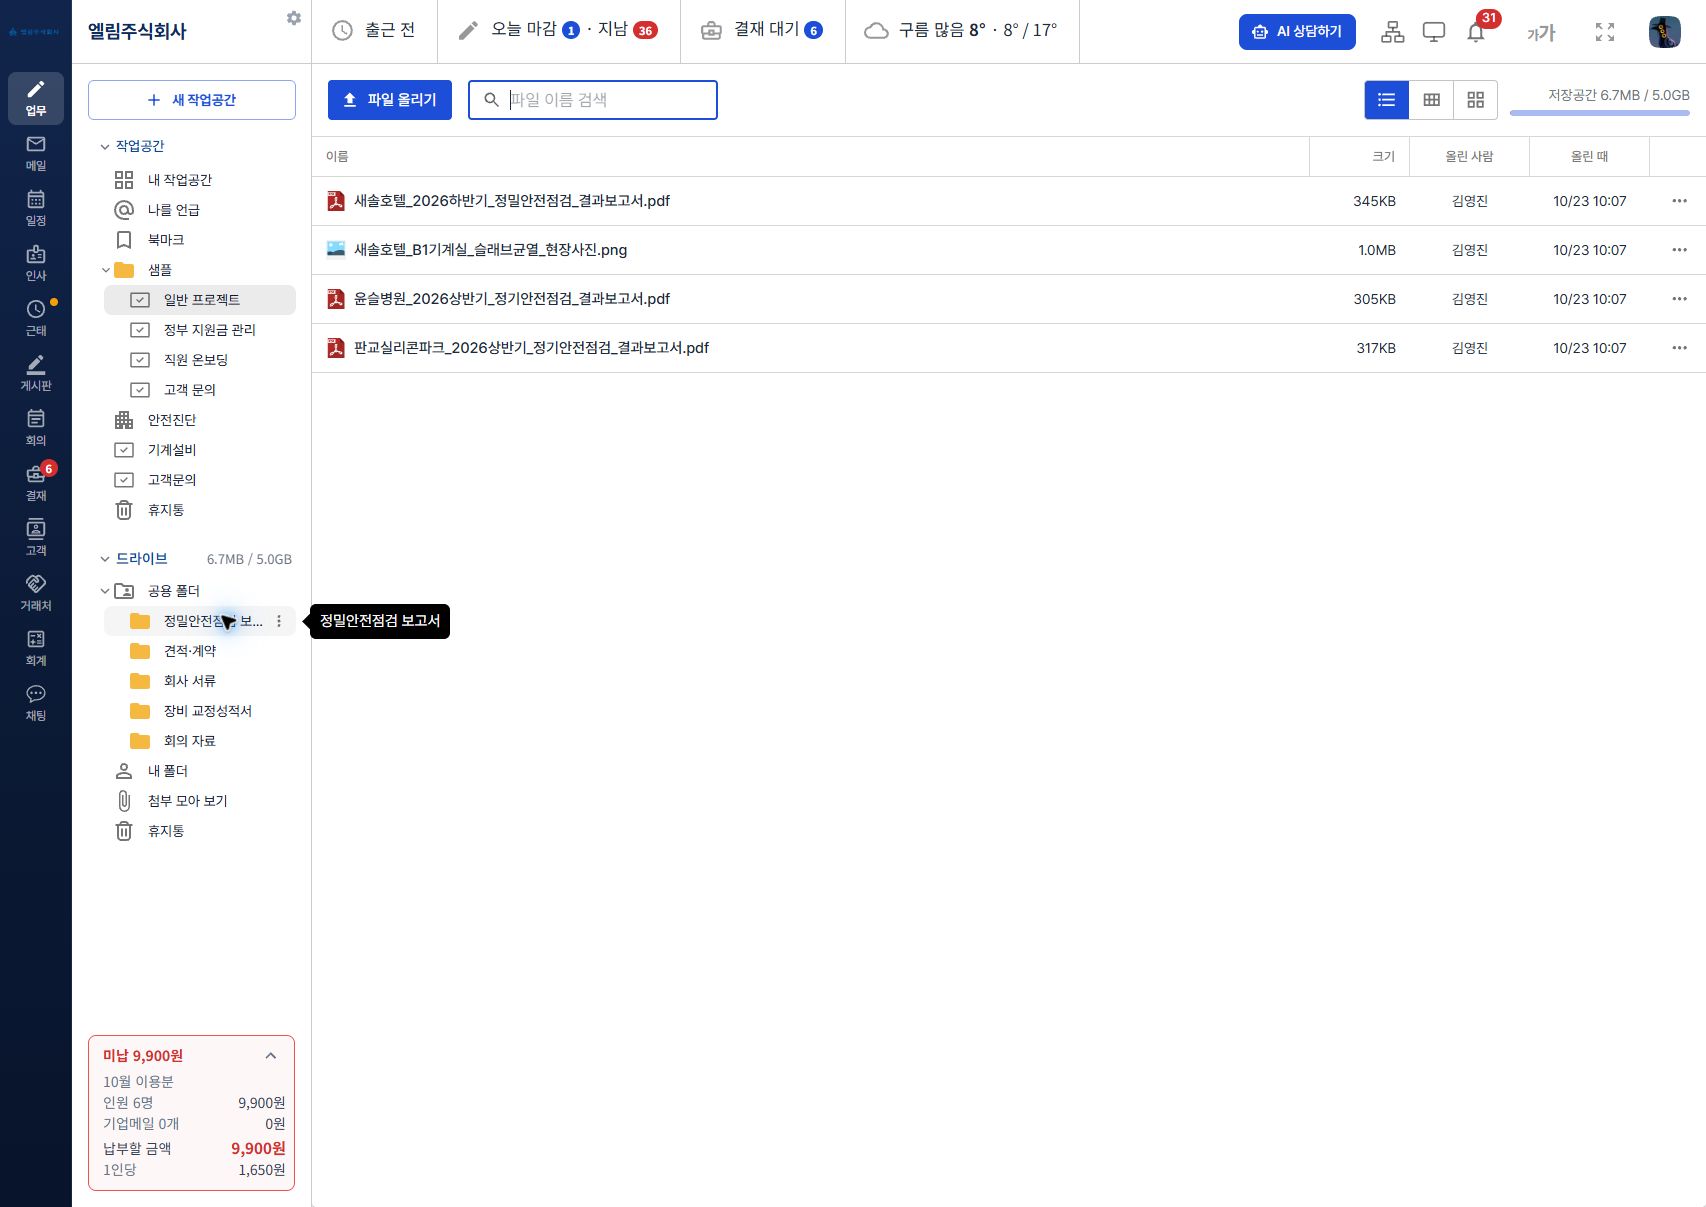 엘림주식회사
엘림주식회사
출근 전
오늘 마감 1 · 지남 36
결재 대기 6
구름 많음 8° · 8° / 17°
AI 상담하기
31
가가
업무
메일
일정
인사
근태
게시판
회의
6
결재
고객
거래처
회계
채팅
+ 새 작업공간
작업공간
내 작업공간
나를 언급
북마크
샘플
일반 프로젝트
정부 지원금 관리
직원 온보딩
고객 문의
안전진단
기계설비
고객문의
휴지통
드라이브 6.7MB / 5.0GB
공용 폴더
정밀안전점검 보...
정밀안전점검 보고서
견적·계약
회사 서류
장비 교정성적서
회의 자료
내 폴더
첨부 모아 보기
휴지통
미납 9,900원
10월 이용분
인원 6명 9,900원
기업메일 0개 0원
납부할 금액 9,900원
1인당 1,650원
파일 올리기
파일 이름 검색
저장공간 6.7MB / 5.0GB
이름 크기 올린 사람 올린 때
새솔호텔_2026하반기_정밀안전점검_결과보고서.pdf 345KB 김영진 10/23 10:07
새솔호텔_B1기계실_슬래브균열_현장사진.png 1.0MB 김영진 10/23 10:07
윤슬병원_2026상반기_정기안전점검_결과보고서.pdf 305KB 김영진 10/23 10:07
판교실리콘파크_2026상반기_정기안전점검_결과보고서.pdf 317KB 김영진 10/23 10:07